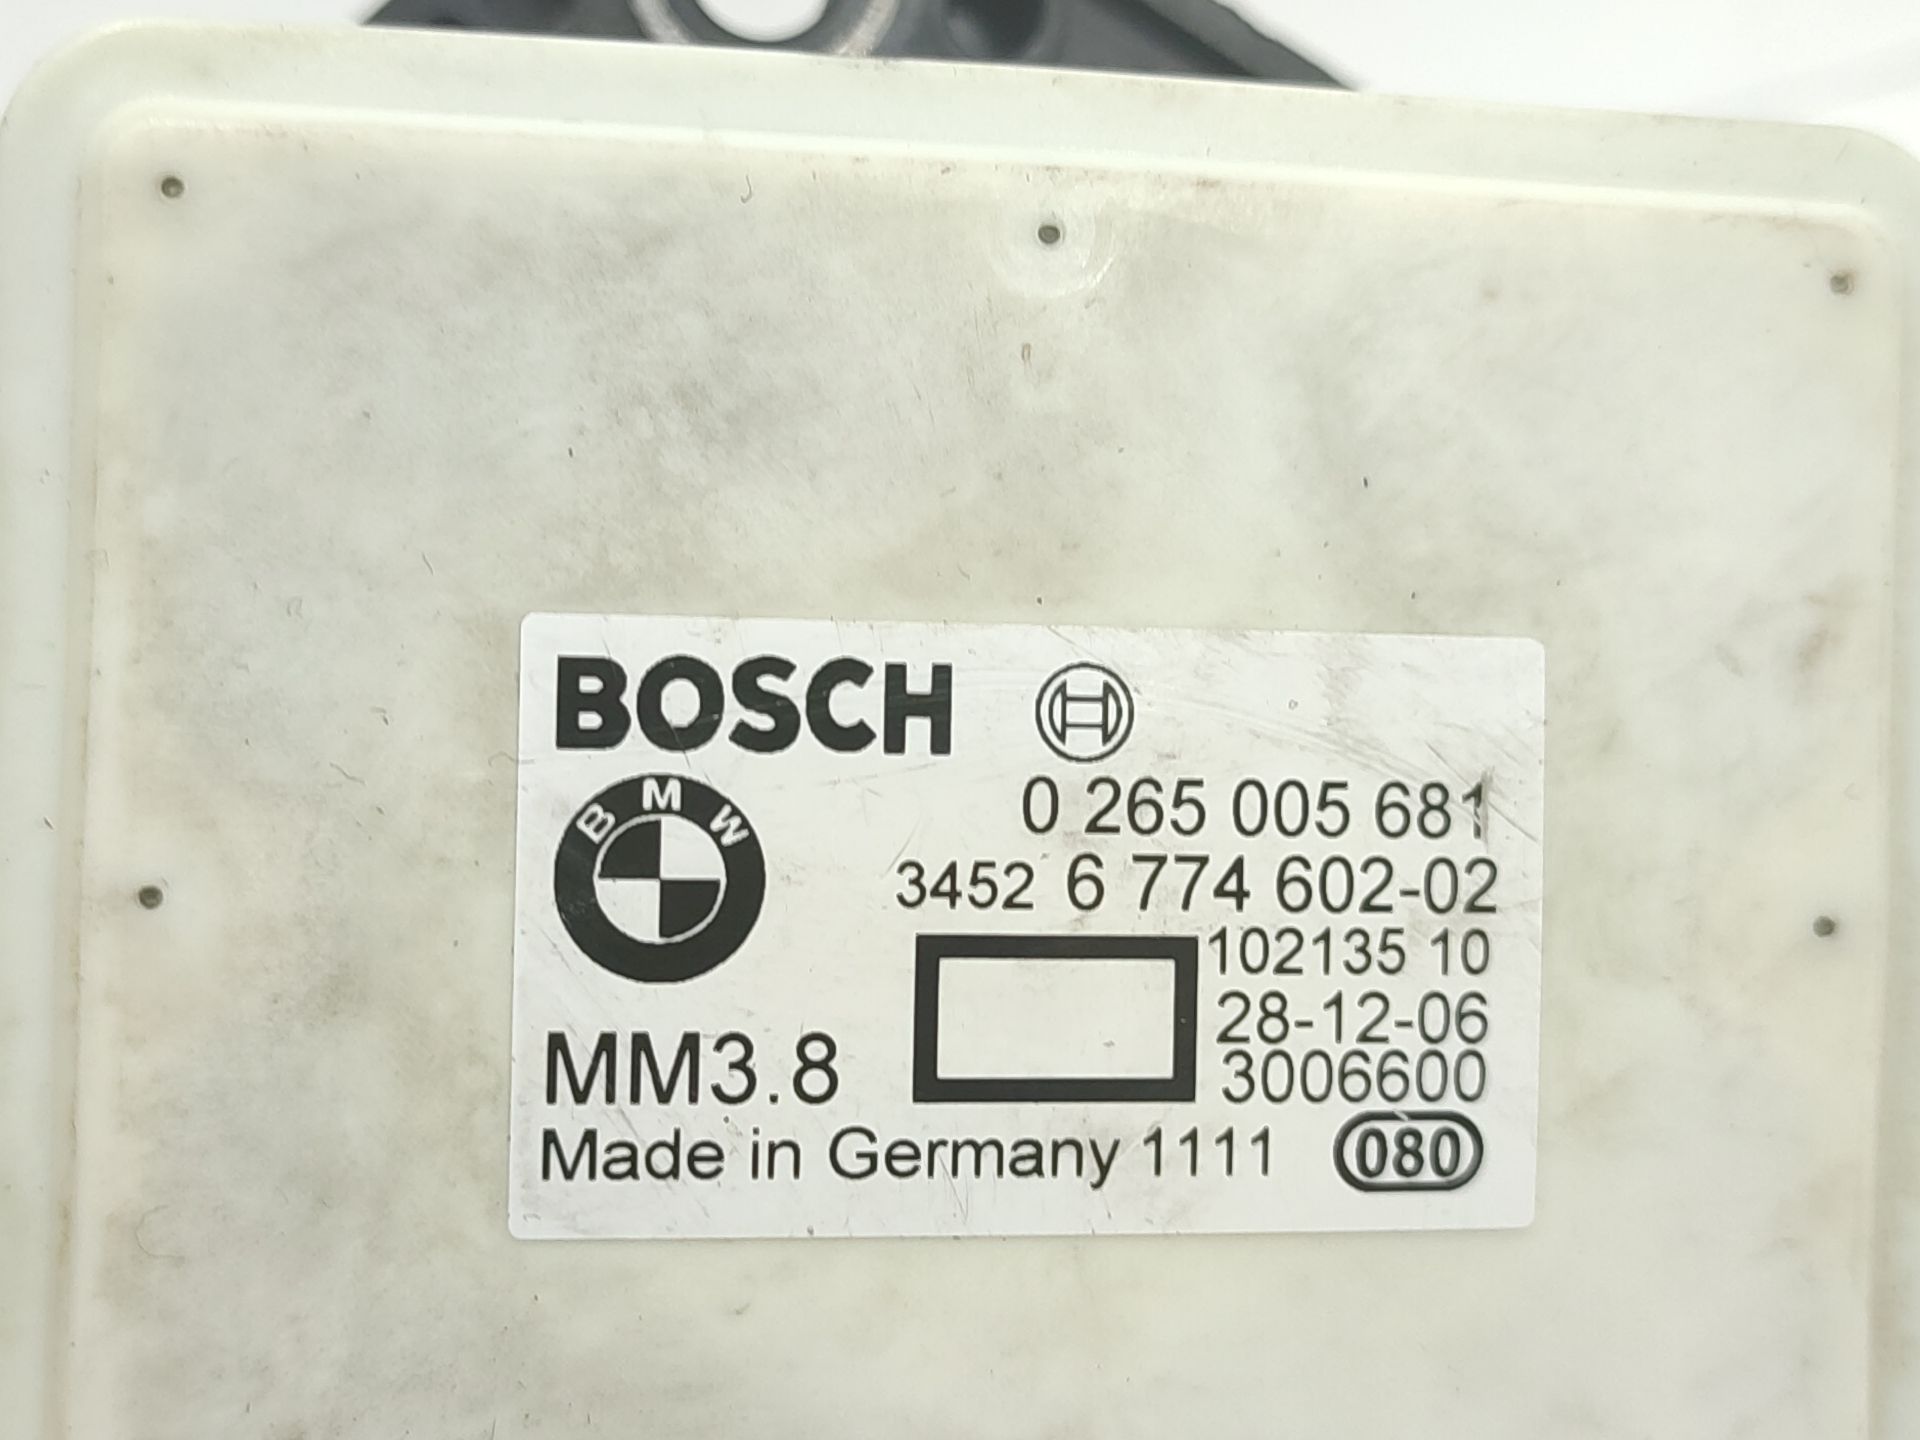 BOSCH
0 265 005 681
BMW
3452 6 774 602-02
102135 10
28-12-06
MM3.8
3006600
Made in Germany 1111 080